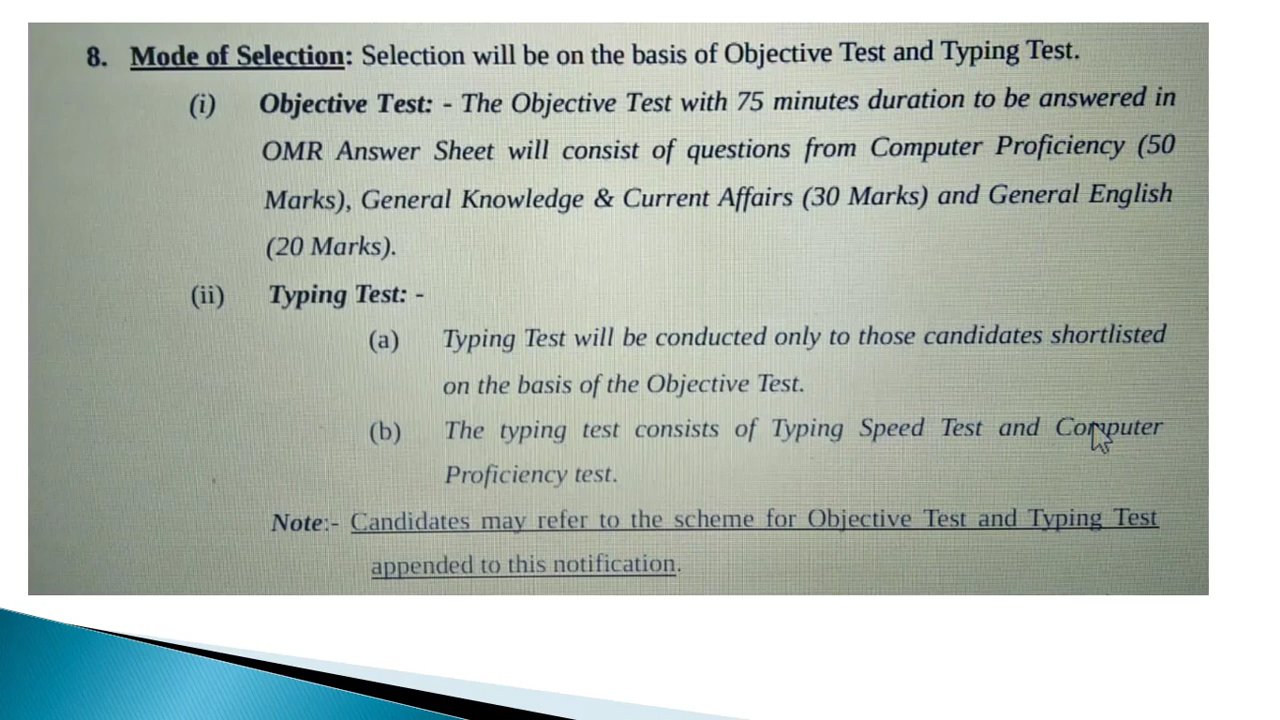 8. Mode of Selection: Selection will be on the basis of Objective Test and Typing Test.
(i) Objective Test: - The Objective Test with 75 minutes duration to be answered in
OMR Answer Sheet will consist of questions from Computer Proficiency (50
Marks), General Knowledge & Current Affairs (30 Marks) and General English
(20 Marks).
(ii) Typing Test: -
(a) Typing Test will be conducted only to those candidates shortlisted
on the basis of the Objective Test.
(b) The typing test consists of Typing Speed Test and Computer
Proficiency test.
Note:- Candidates may refer to the scheme for Objective Test and Typing Test
appended to this notification.